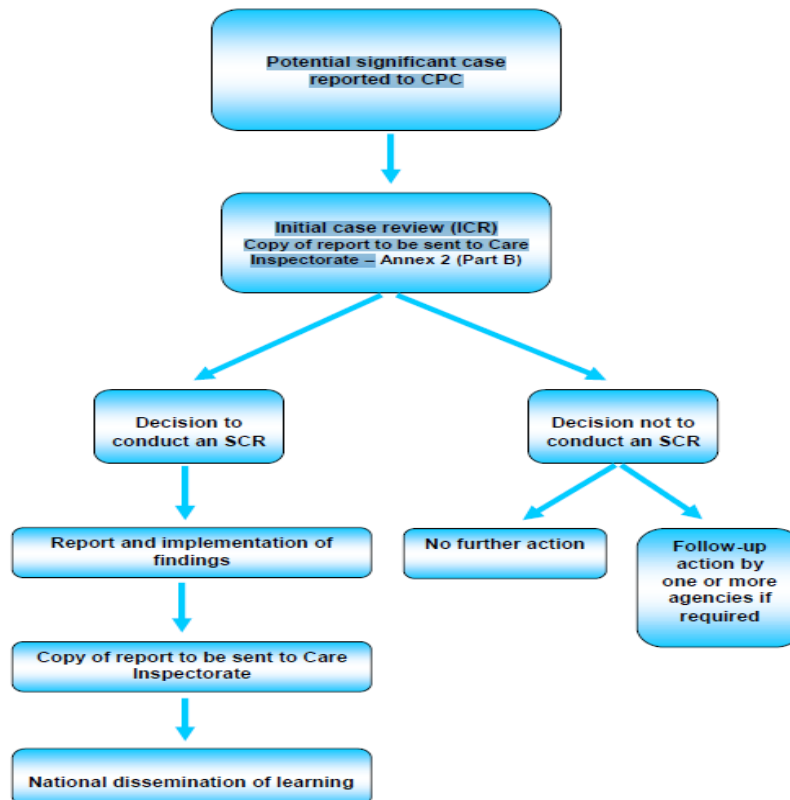 Potential significant case
reported to CPC
Initial case review (ICR)
Copy of report to be sent to Care
Inspectorate – Annex 2 (Part B)
Decision to
conduct an SCR
Decision not to
conduct an SCR
Report and implementation of
findings
No further action
Follow-up
action by
one or more
agencies if
required
Copy of report to be sent to Care
Inspectorate
National dissemination of learning